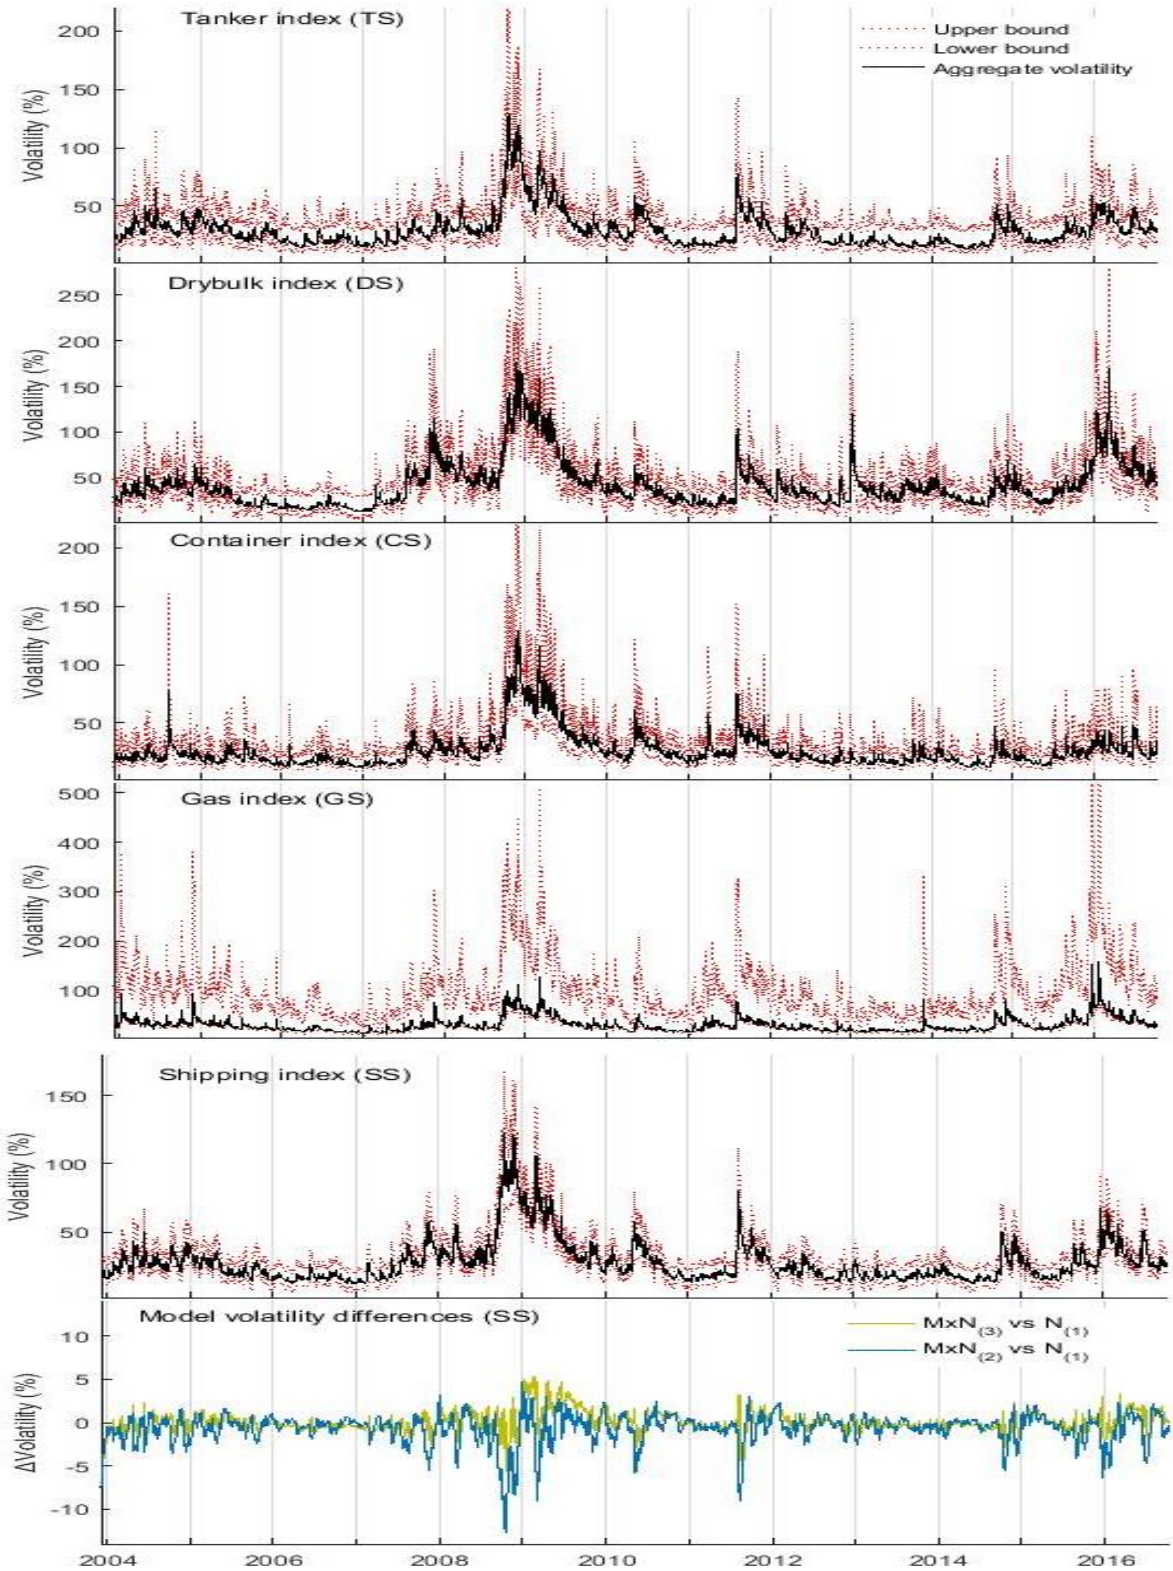 Tanker index (TS)
Upper bound
Lower bound
Aggregate volatility
Volatility (%)
200
150
100
50
Drybulk index (DS)
Volatility (%)
250
200
150
100
50
Container index (CS)
Volatility (%)
200
150
100
50
Gas index (GS)
Volatility (%)
500
400
300
200
100
Shipping index (SS)
Volatility (%)
150
100
50
Model volatility differences (SS)
MxN(3) vs N(1)
MxN(2) vs N(1)
ΔVolatility (%)
10
5
0
-5
-10
2004 2006 2008 2010 2012 2014 2016